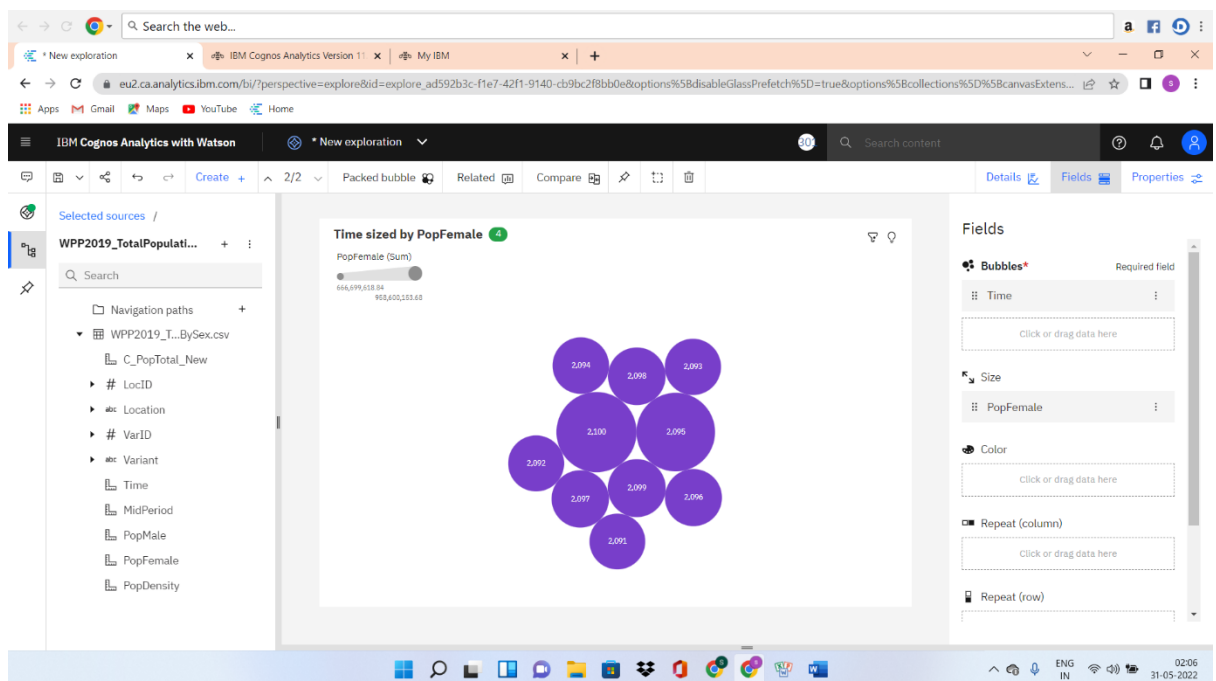 Search the web...
* New exploration
IBM Cognos Analytics Version 11
My IBM
eu2.ca.analytics.ibm.com/bi/?perspective=explore&id=explore_ad592b3c-f1e7-42f1-9140-cb9bc2f8bb0e&options%5BdisableGlassPrefetch%5D=true&options%5Bcollections%5D%5BcanvasExtens...
Apps Gmail Maps YouTube Home
IBM Cognos Analytics with Watson
* New exploration
Search content
Create + 2/2 Packed bubble Related Compare
Details Fields Properties
Selected sources /
WPP2019_TotalPopulati...
Search
Navigation paths
WPP2019_T...BySex.csv
C_PopTotal_New
# LocID
abc Location
# VarID
abc Variant
Time
MidPeriod
PopMale
PopFemale
PopDensity
Time sized by PopFemale 4
PopFemale (Sum)
666,699,618.84
958,600,153.68
2,094
2,098
2,093
2,100
2,095
2,092
2,097
2,099
2,096
2,091
Fields
Bubbles* Required field
Time
Click or drag data here
Size
PopFemale
Color
Click or drag data here
Repeat (column)
Click or drag data here
Repeat (row)
ENG
IN
02:06
31-05-2022